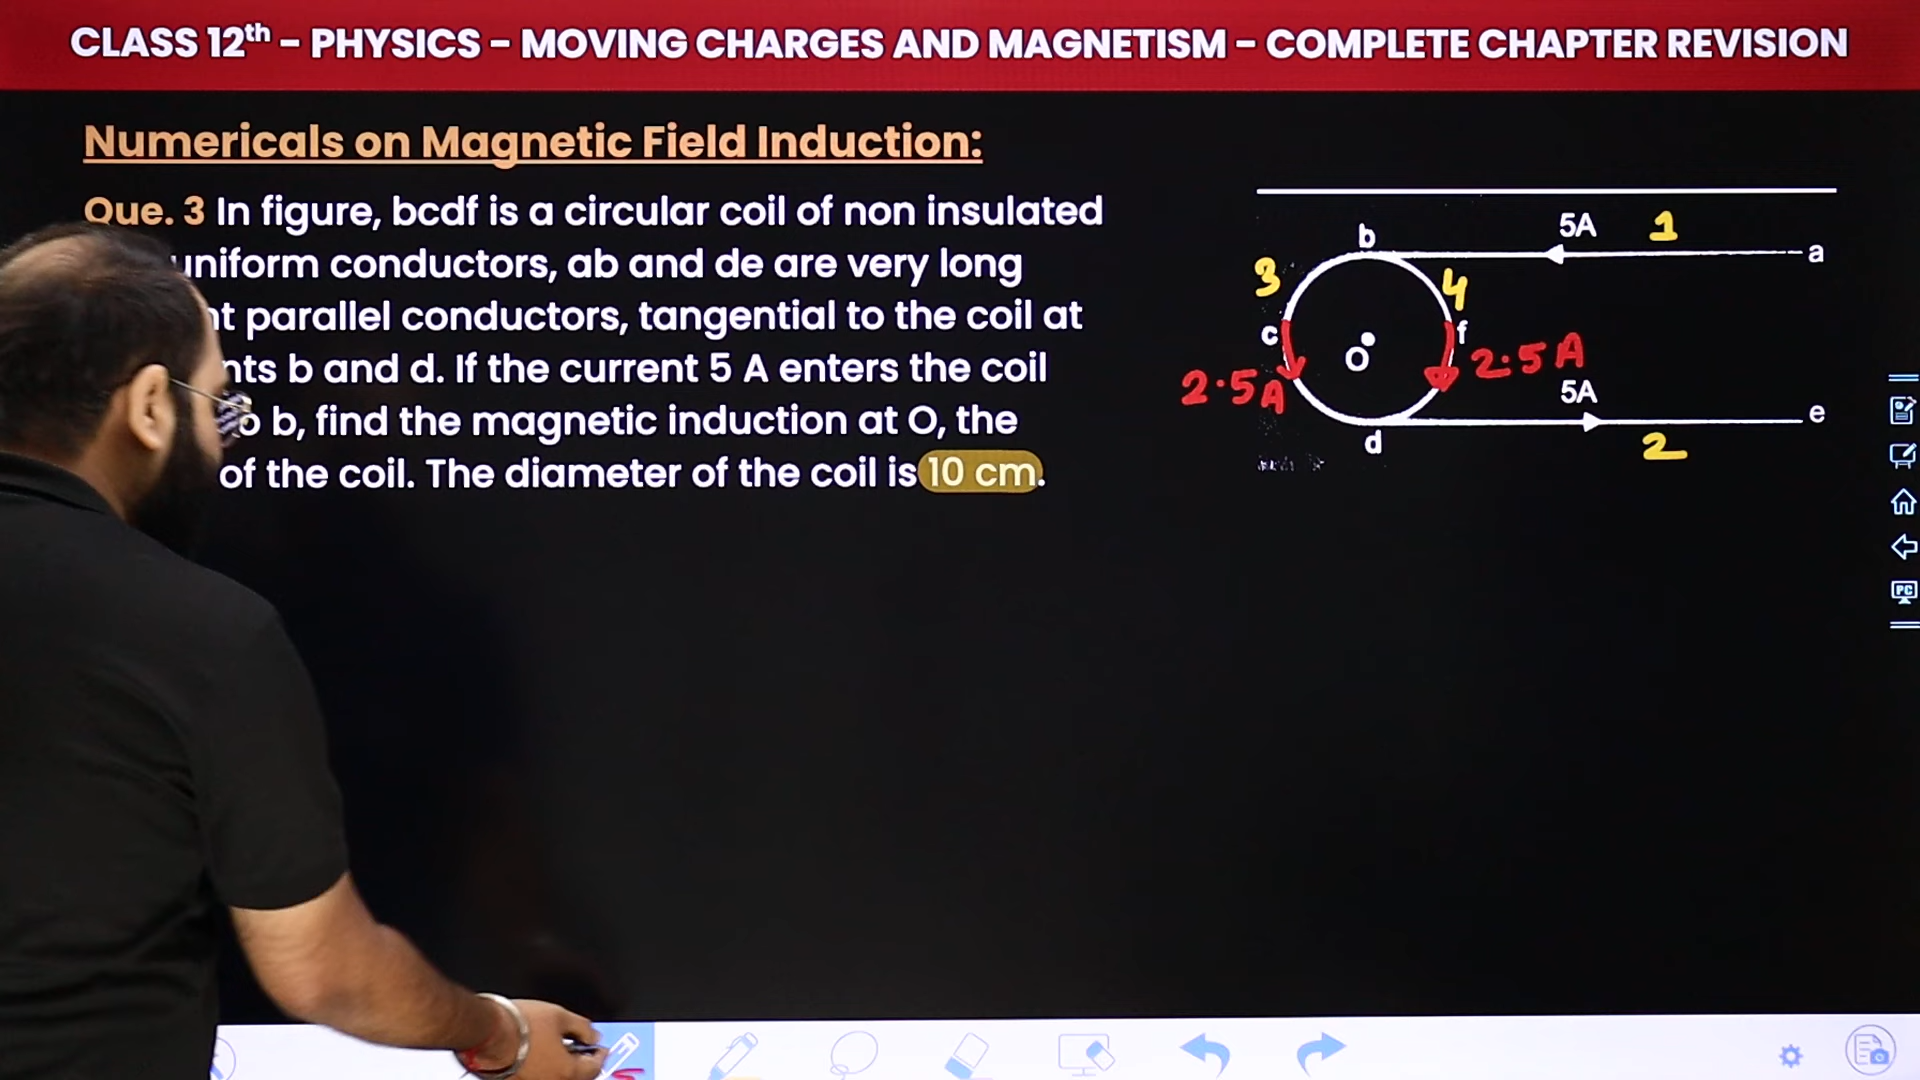 CLASS 12th – PHYSICS – MOVING CHARGES AND MAGNETISM – COMPLETE CHAPTER REVISION
Numericals on Magnetic Field Induction:
Que. 3 In figure, bcdf is a circular coil of non insulated
uniform conductors, ab and de are very long
parallel conductors, tangential to the coil at
b and d. If the current 5 A enters the coil
b, find the magnetic induction at O, the
of the coil. The diameter of the coil is 10 cm.
b 5A 1 a
3 4
c O f
2.5A 2.5A
5A
d 2 e
PC